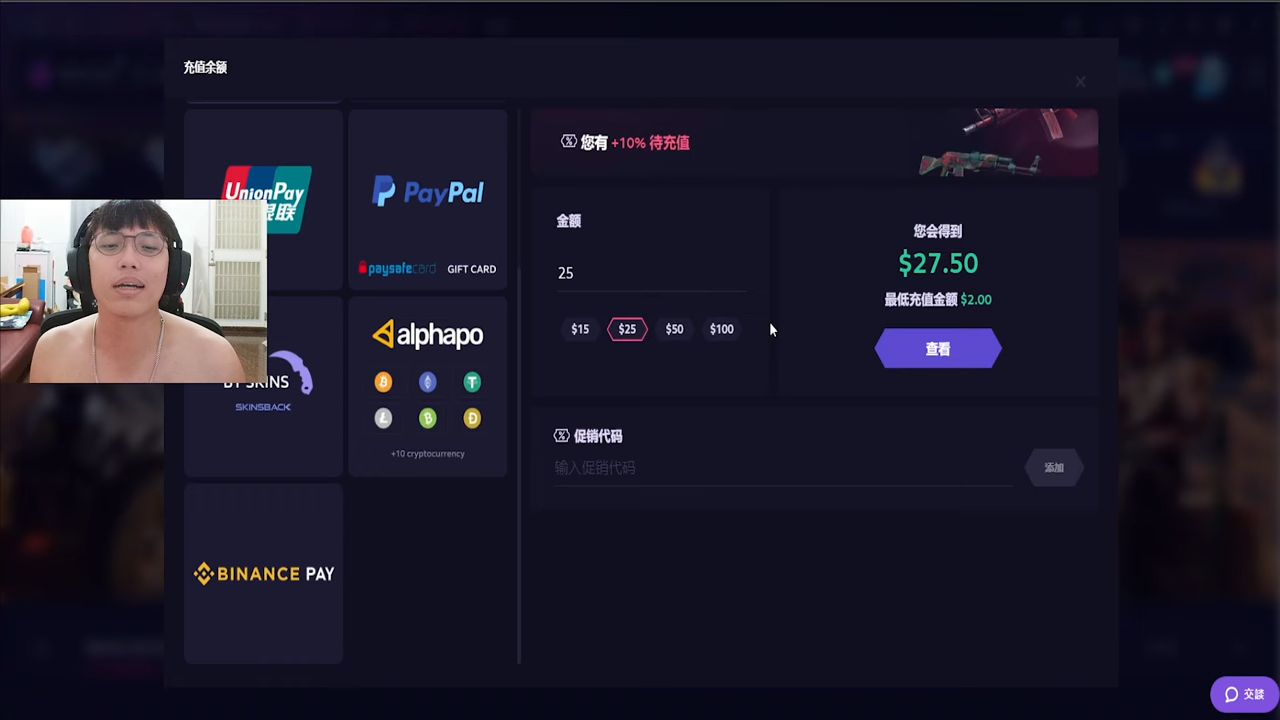 充值余额
UnionPay
银联
PayPal
paysafecard GIFT CARD
BY SKINS
SKINSBACK
alphapo
+10 cryptocurrency
BINANCE PAY
您有 +10% 待充值
金额
25
$15 $25 $50 $100
您会得到
$27.50
最低充值金额 $2.00
查看
促销代码
输入促销代码
添加
交談